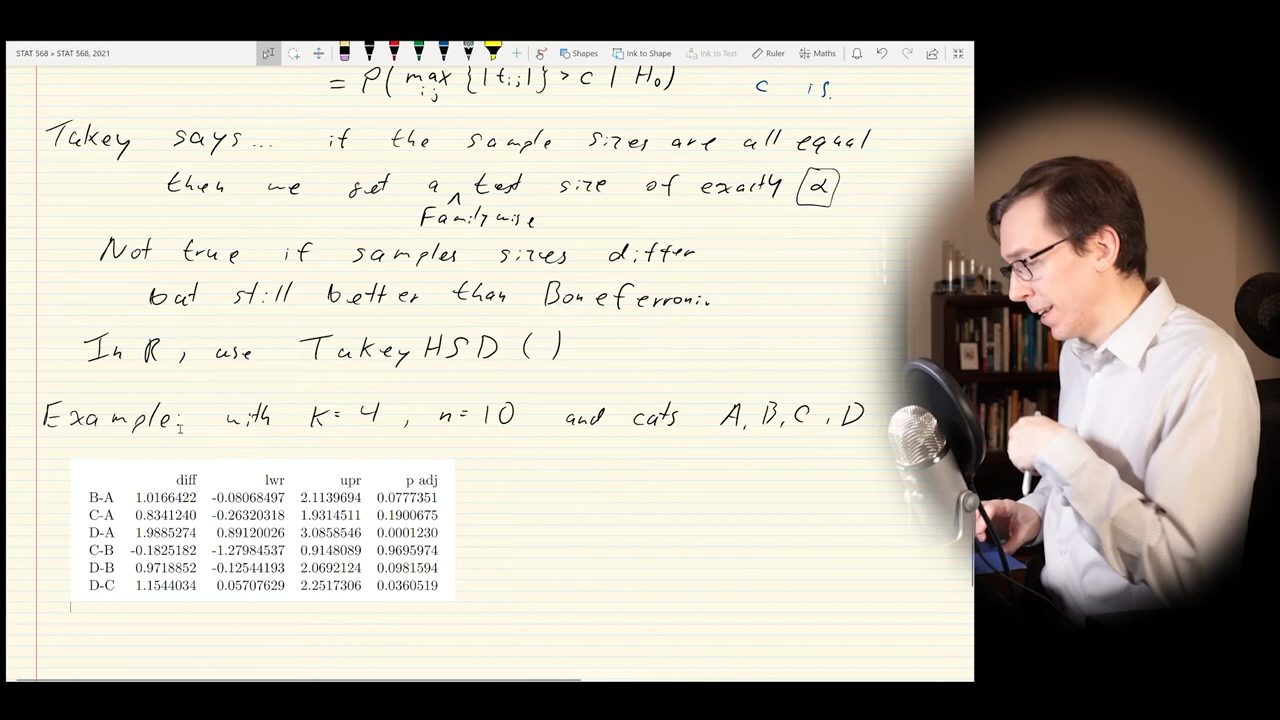 STAT 568 » STAT 568, 2021
Shapes
Ink to Shape
Ink to Text
Ruler
Maths
= P( max {|tij|} > c | H0)
ij
c is
Tukey says... if the sample sizes are all equal
then we get a test size of exactly α
^
Familywise
Not true if samples sizes differ
but still better than Boneferroni.
In R, use TukeyHSD ( )
Example: with k=4, n=10 and cats A, B, C, D
diff lwr upr p adj
B-A 1.0166422 -0.08068497 2.1139694 0.0777351
C-A 0.8341240 -0.26320318 1.9314511 0.1900675
D-A 1.9885274 0.89120026 3.0858546 0.0001230
C-B -0.1825182 -1.27984537 0.9148089 0.9695974
D-B 0.9718852 -0.12544193 2.0692124 0.0981594
D-C 1.1544034 0.05707629 2.2517306 0.0360519